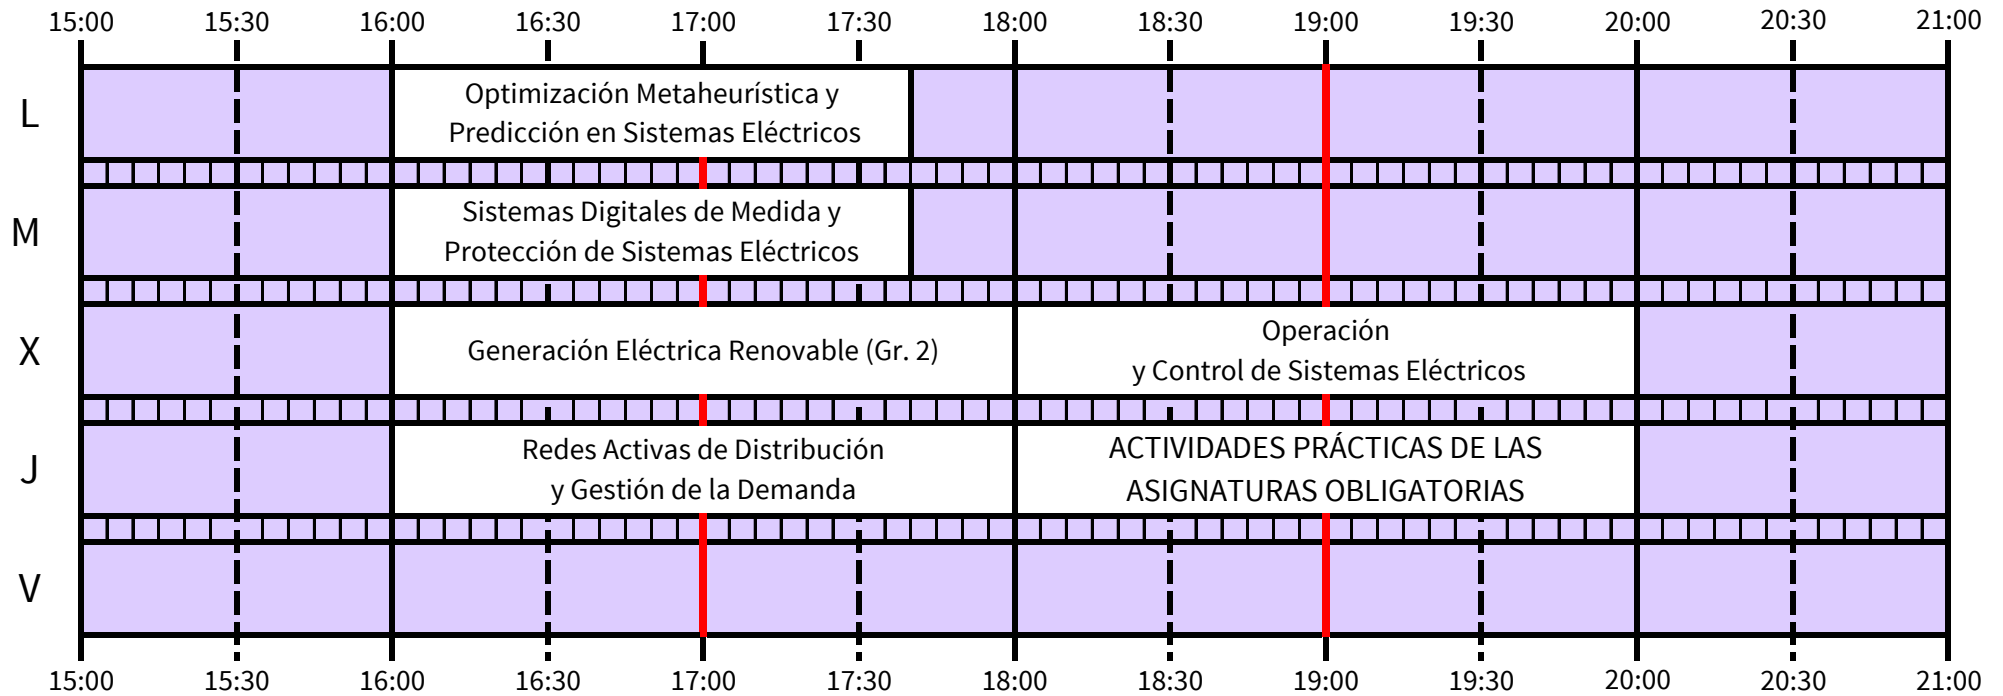 15:00 15:30 16:00 16:30 17:00 17:30 18:00 18:30 19:00 19:30 20:00 20:30 21:00
L
Optimización Metaheurística y
Predicción en Sistemas Eléctricos
M
Sistemas Digitales de Medida y
Protección de Sistemas Eléctricos
X
Generación Eléctrica Renovable (Gr. 2)
Operación
y Control de Sistemas Eléctricos
J
Redes Activas de Distribución
y Gestión de la Demanda
ACTIVIDADES PRÁCTICAS DE LAS
ASIGNATURAS OBLIGATORIAS
V
15:00 15:30 16:00 16:30 17:00 17:30 18:00 18:30 19:00 19:30 20:00 20:30 21:00